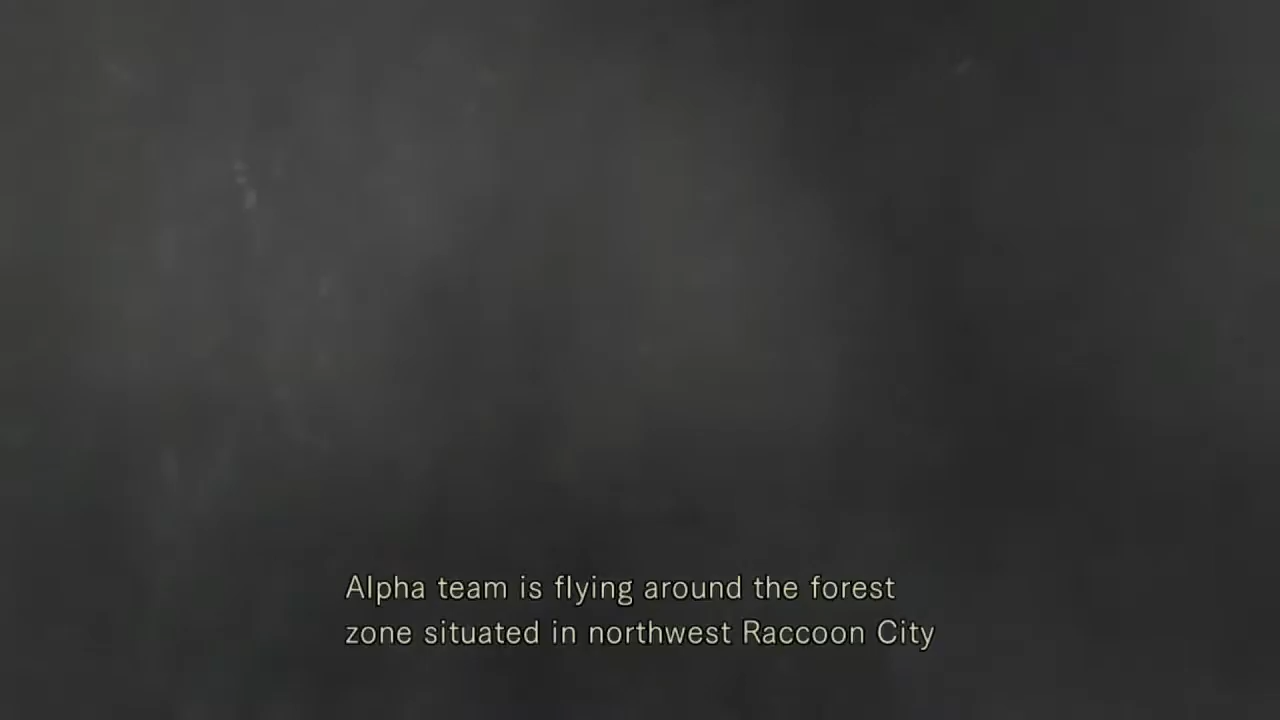 Alpha team is flying around the forest
zone situated in northwest Raccoon City